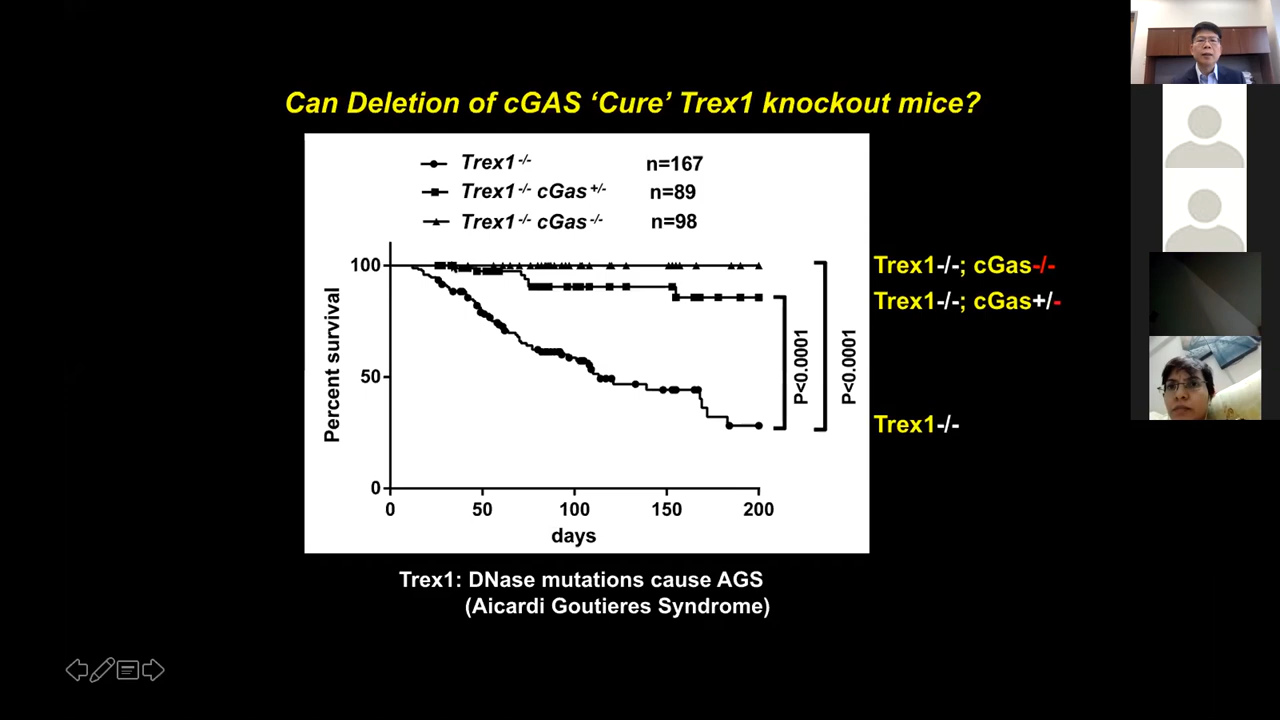 Can Deletion of cGAS ‘Cure’ Trex1 knockout mice?
Trex1 -/- n=167
Trex1 -/- cGas +/- n=89
Trex1 -/- cGas -/- n=98
100
50
0
Percent survival
0 50 100 150 200
days
P<0.0001
P<0.0001
Trex1-/-; cGas-/-
Trex1-/-; cGas+/-
Trex1-/-
Trex1: DNase mutations cause AGS
(Aicardi Goutieres Syndrome)